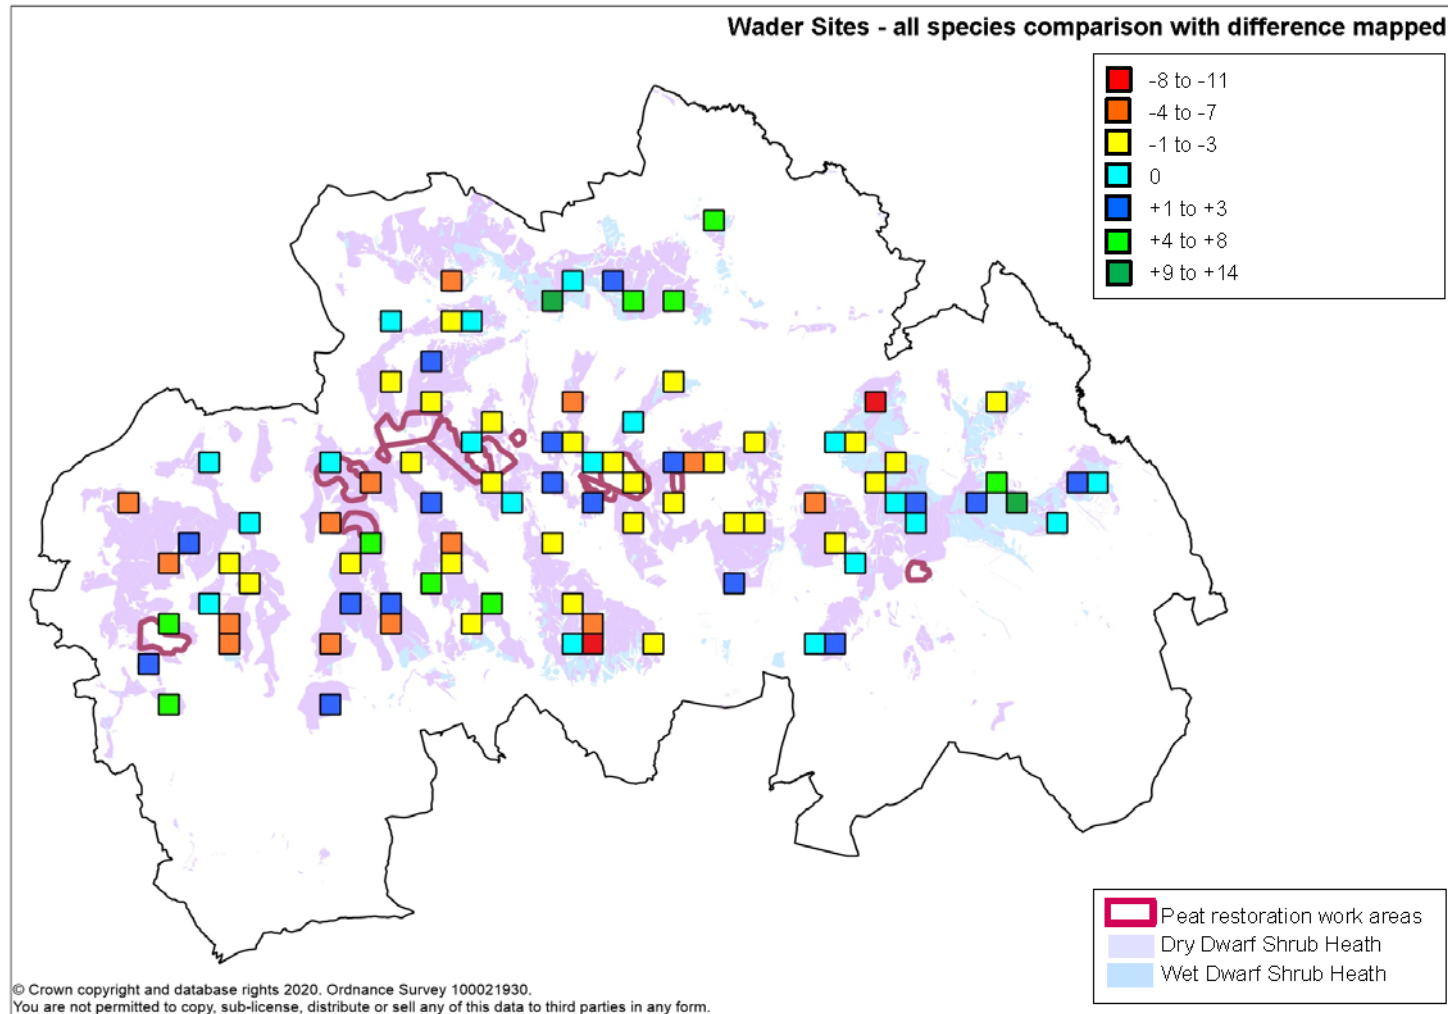 Wader Sites - all species comparison with difference mapped
-8 to -11
-4 to -7
-1 to -3
0
+1 to +3
+4 to +8
+9 to +14
Peat restoration work areas
Dry Dwarf Shrub Heath
Wet Dwarf Shrub Heath
© Crown copyright and database rights 2020. Ordnance Survey 100021930.
You are not permitted to copy, sub-license, distribute or sell any of this data to third parties in any form.